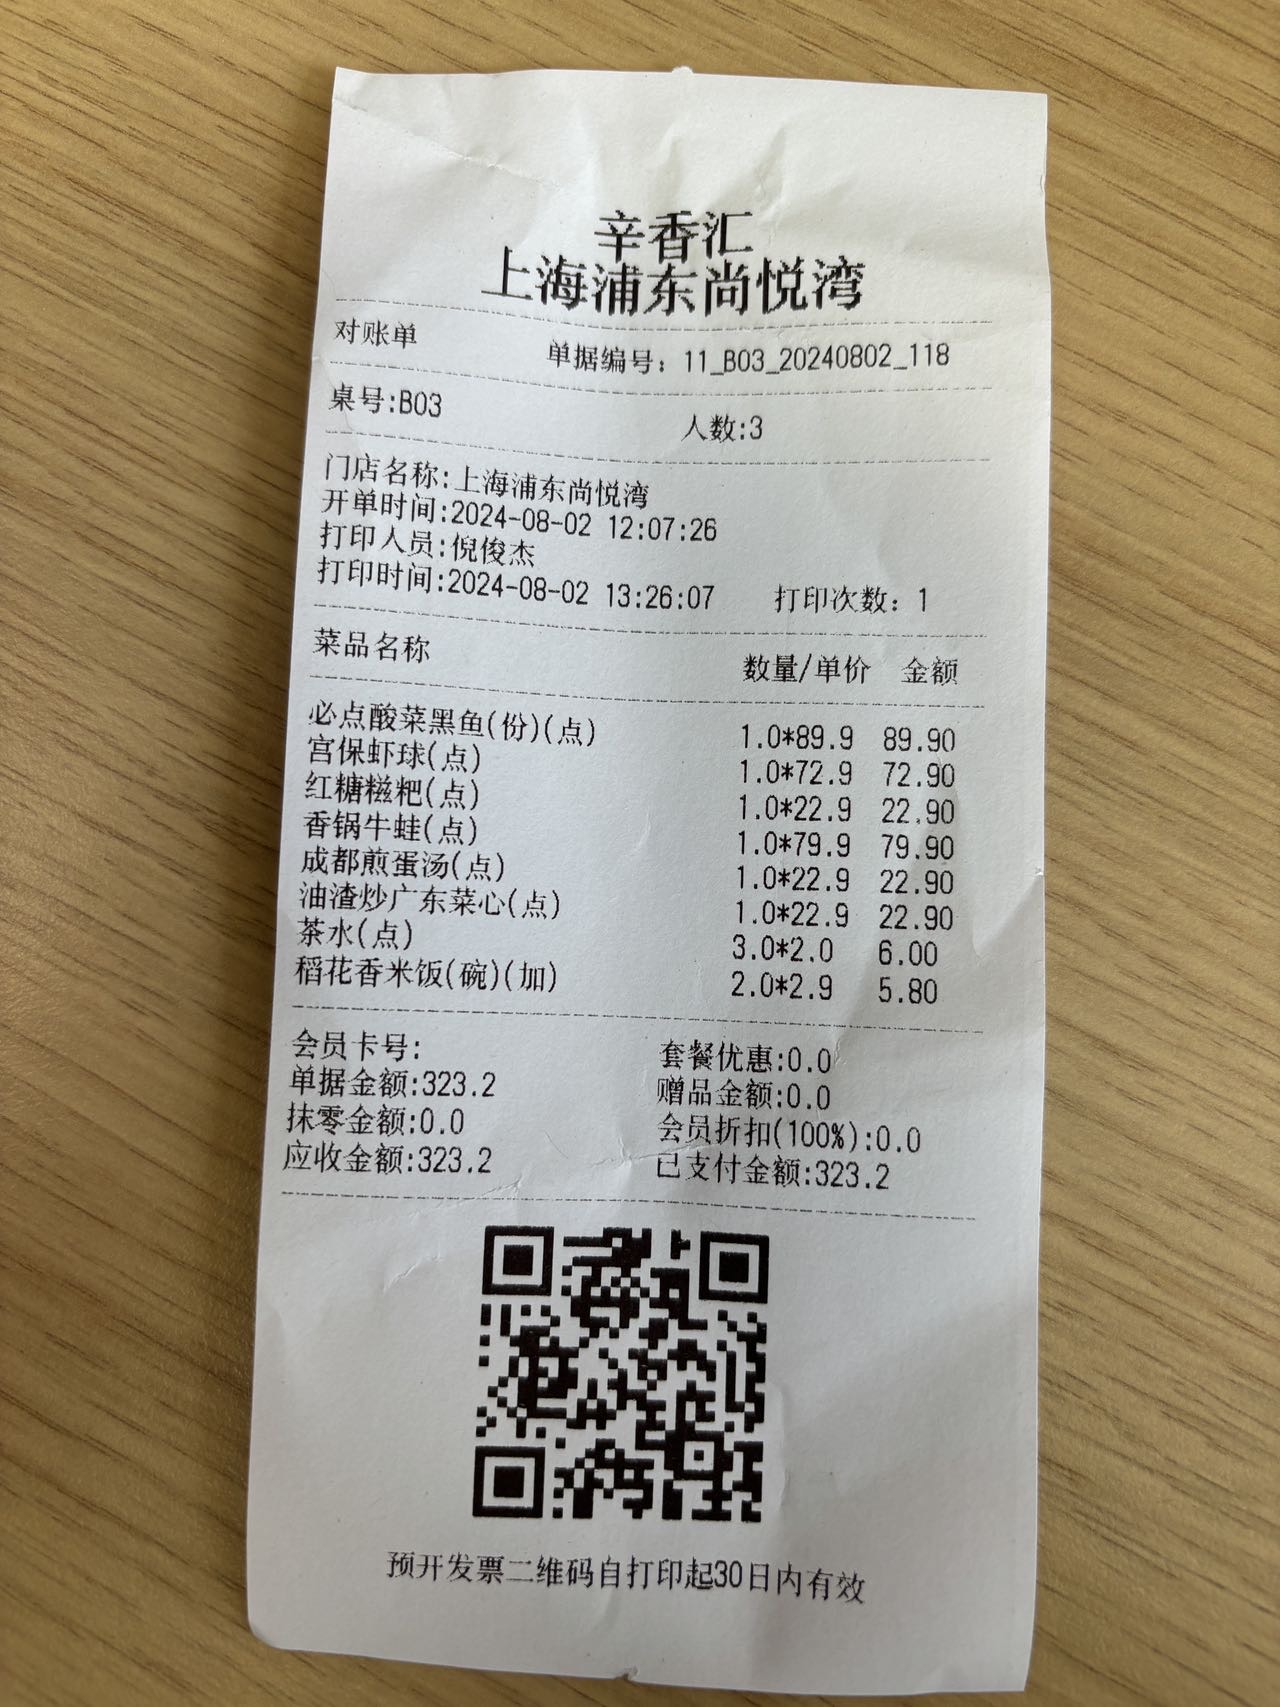 辛香汇
上海浦东尚悦湾
对账单 单据编号：11_B03_20240802_118
桌号:B03 人数:3
门店名称:上海浦东尚悦湾
开单时间:2024-08-02 12:07:26
打印人员:倪俊杰
打印时间:2024-08-02 13:26:07 打印次数：1
菜品名称 数量/单价 金额
必点酸菜黑鱼(份)(点) 1.0*89.9 89.90
宫保虾球(点) 1.0*72.9 72.90
红糖糍粑(点) 1.0*22.9 22.90
香锅牛蛙(点) 1.0*79.9 79.90
成都煎蛋汤(点) 1.0*22.9 22.90
油渣炒广东菜心(点) 1.0*22.9 22.90
茶水(点) 3.0*2.0 6.00
稻花香米饭(碗)(加) 2.0*2.9 5.80
会员卡号: 套餐优惠:0.0
单据金额:323.2 赠品金额:0.0
抹零金额:0.0 会员折扣(100%):0.0
应收金额:323.2 已支付金额:323.2
预开发票二维码自打印起30日内有效